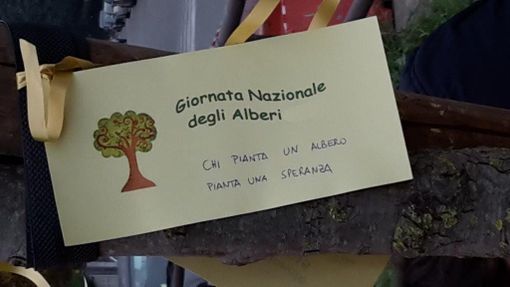 Giornata Nazionale
degli Alberi
CHI PIANTA UN ALBERO
PIANTA UNA SPERANZA